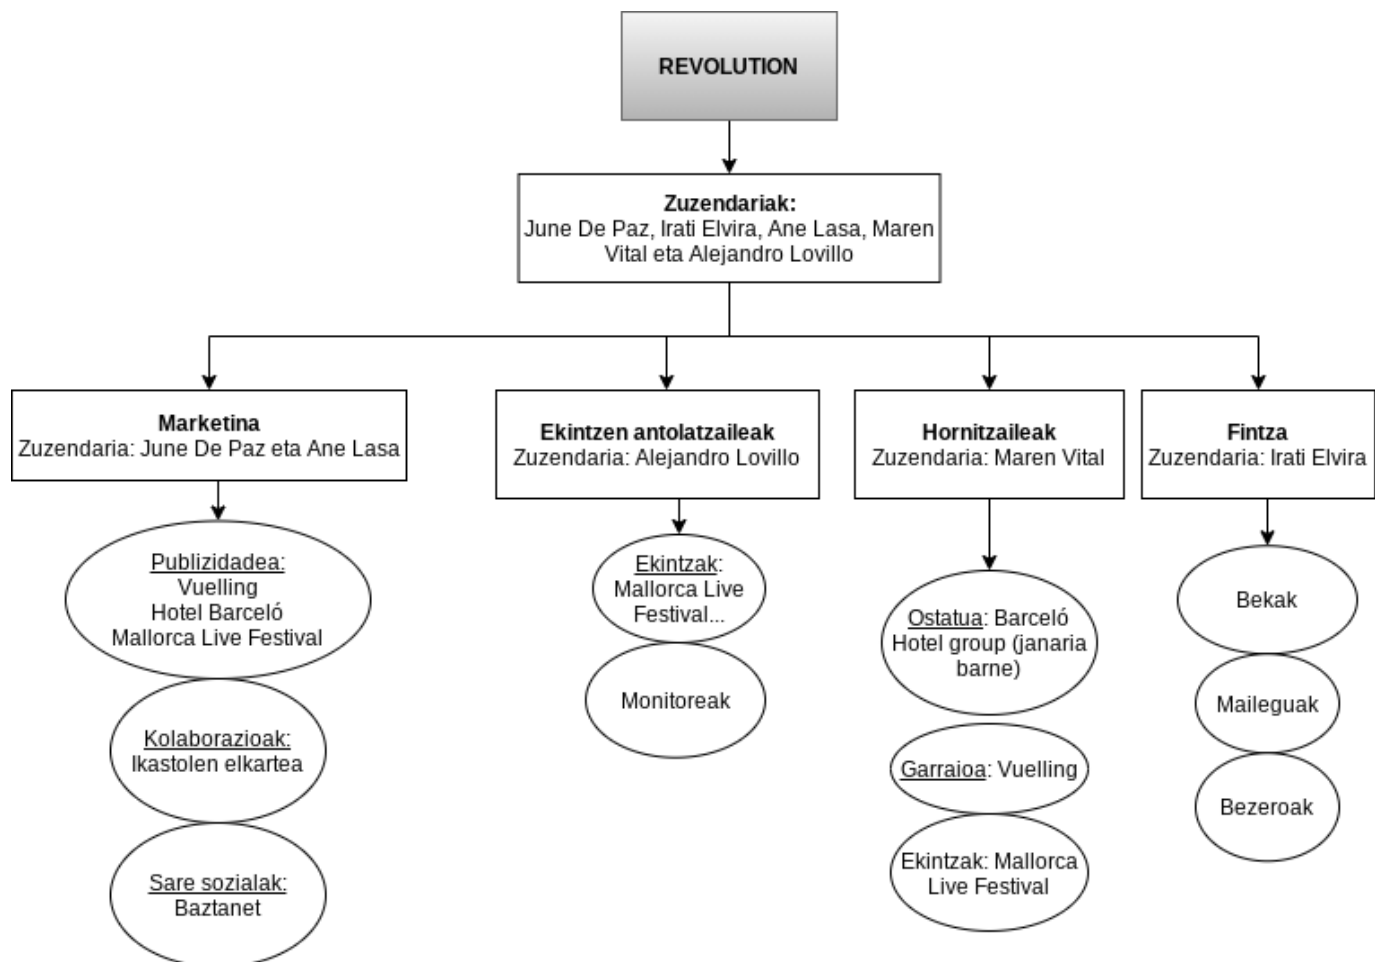 REVOLUTION
Zuzendariak:
June De Paz, Irati Elvira, Ane Lasa, Maren
Vital eta Alejandro Lovillo
Marketina
Zuzendaria: June De Paz eta Ane Lasa
Publizidadea:
Vuelling
Hotel Barceló
Mallorca Live Festival
Kolaborazioak:
Ikastolen elkartea
Sare sozialak:
Baztanet
Ekintzen antolatzaileak
Zuzendaria: Alejandro Lovillo
Ekintzak:
Mallorca Live
Festival...
Monitoreak
Hornitzaileak
Zuzendaria: Maren Vital
Ostatua: Barceló
Hotel group (janaria
barne)
Garraioa: Vuelling
Ekintzak: Mallorca
Live Festival
Fintza
Zuzendaria: Irati Elvira
Bekak
Maileguak
Bezeroak